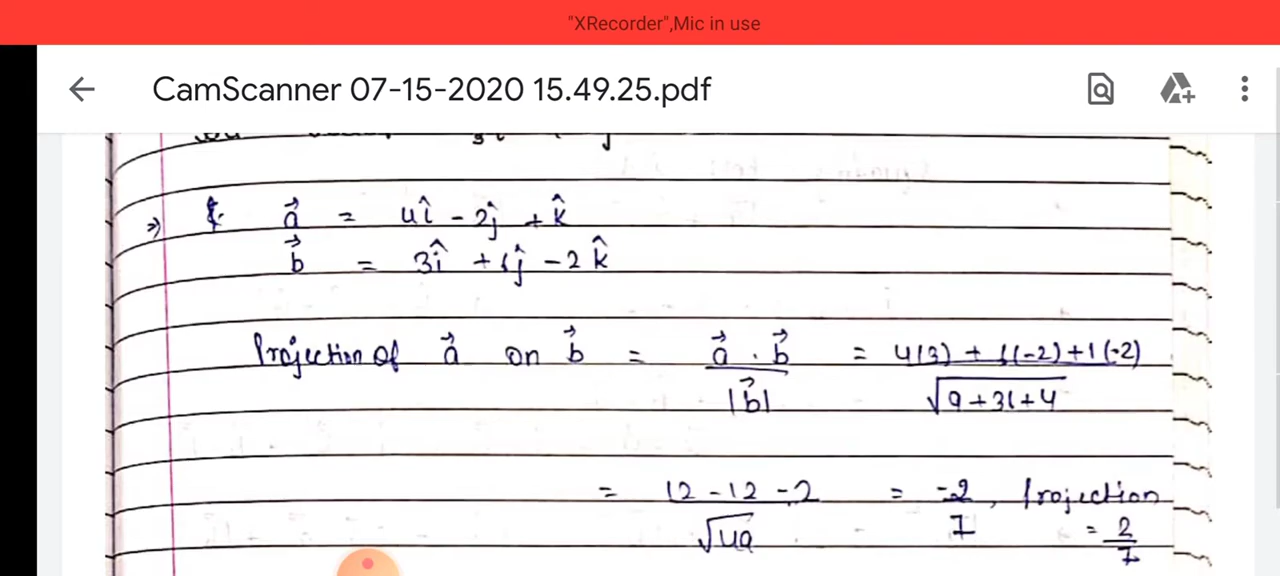 "XRecorder",Mic in use
CamScanner 07-15-2020 15.49.25.pdf
⇒ a⃗ = 4î - 2ĵ + k̂
b⃗ = 3î + 6ĵ - 2k̂
Projection of a⃗ on b⃗ = a⃗ . b⃗ / |b⃗| = 4(3) + 6(-2) + 1(-2) / √9+36+4
= 12 - 12 - 2 / √49 = -2/7, Projection
= 2/7